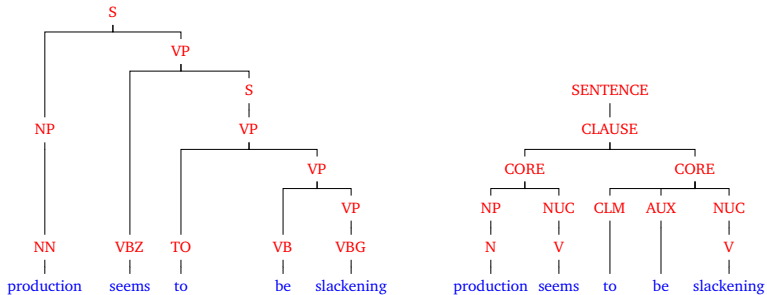 S
VP
S SENTENCE
NP VP CLAUSE
VP CORE CORE
VP NP NUC CLM AUX NUC
NN VBZ TO VB VBG N V V
production seems to be slackening production seems to be slackening